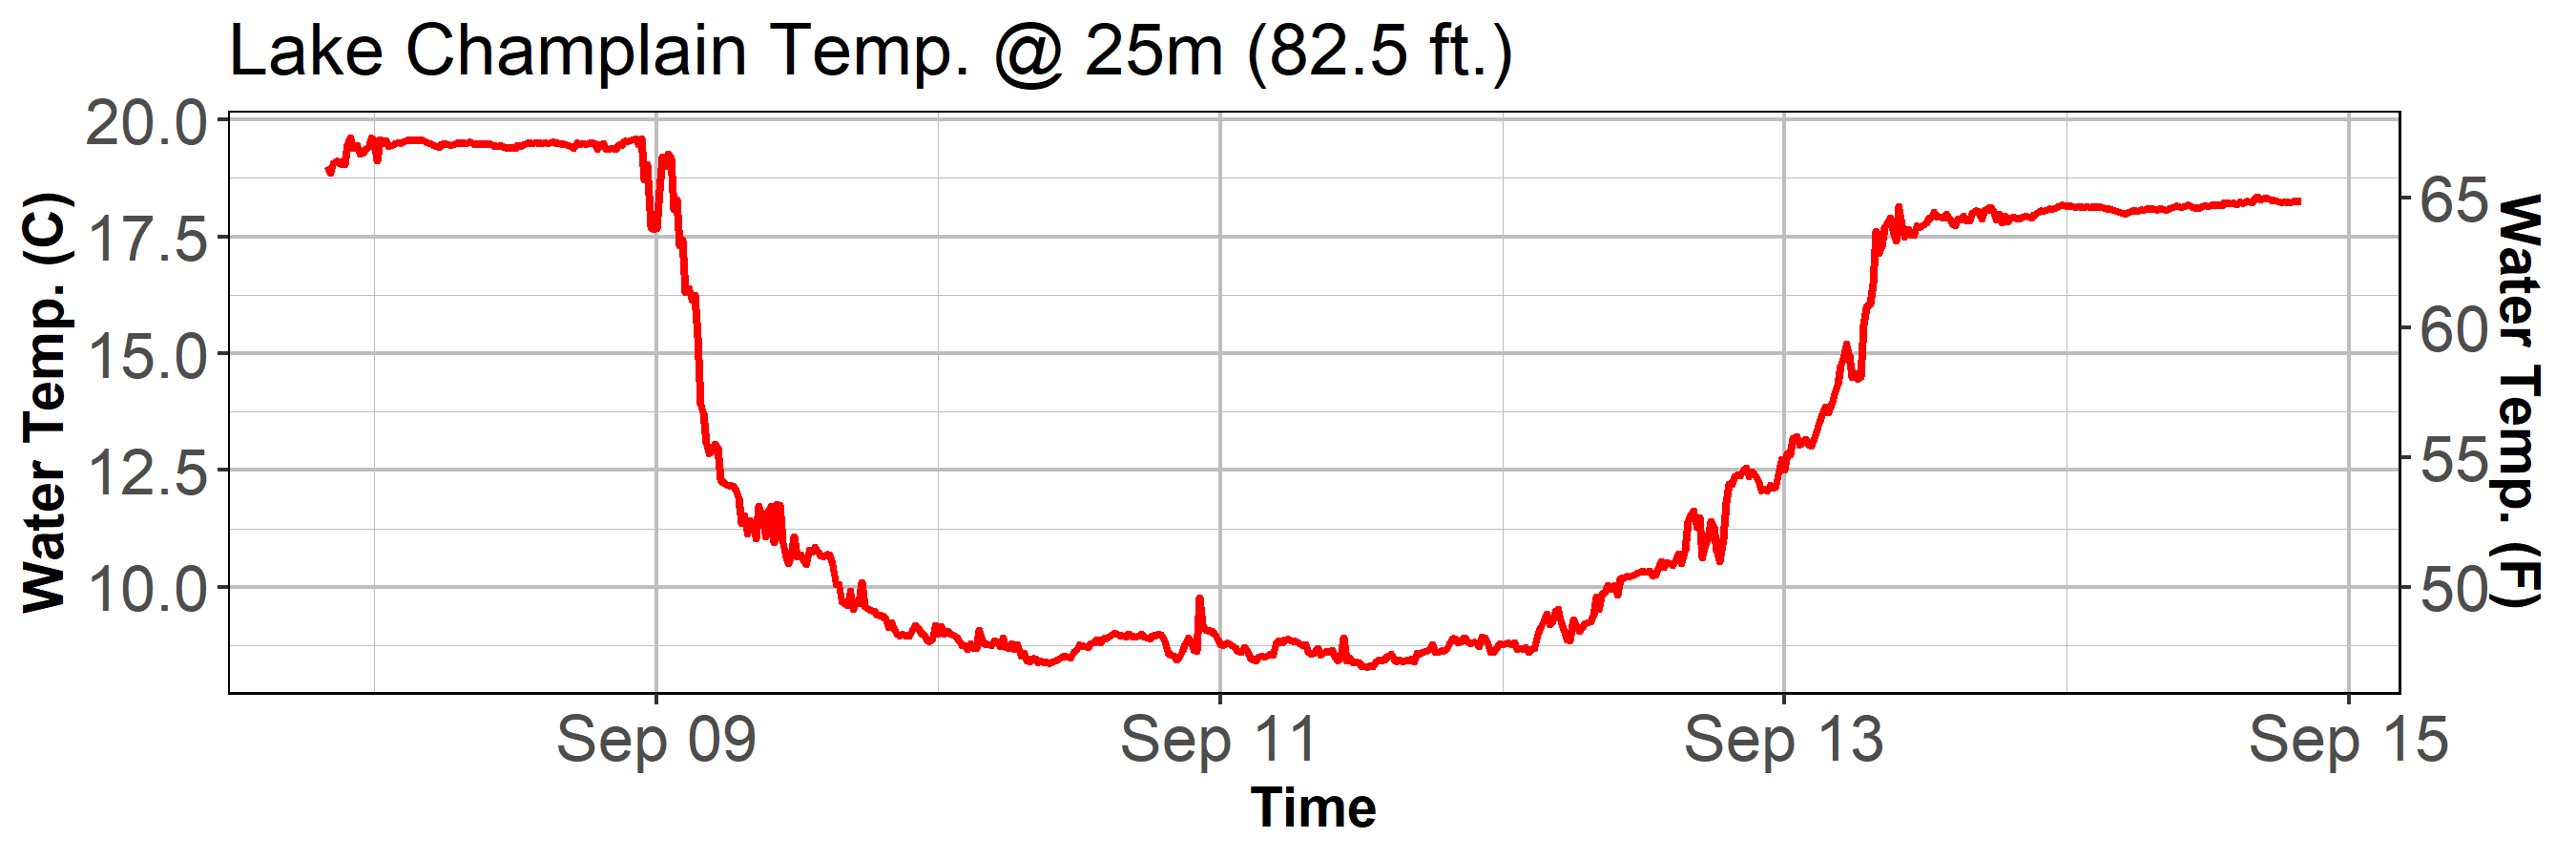 Lake Champlain Temp. @ 25m (82.5 ft.)
Water Temp. (C)
20.0
17.5
15.0
12.5
10.0
65
60
55
50
Water Temp. (F)
Sep 09 Sep 11 Sep 13 Sep 15
Time